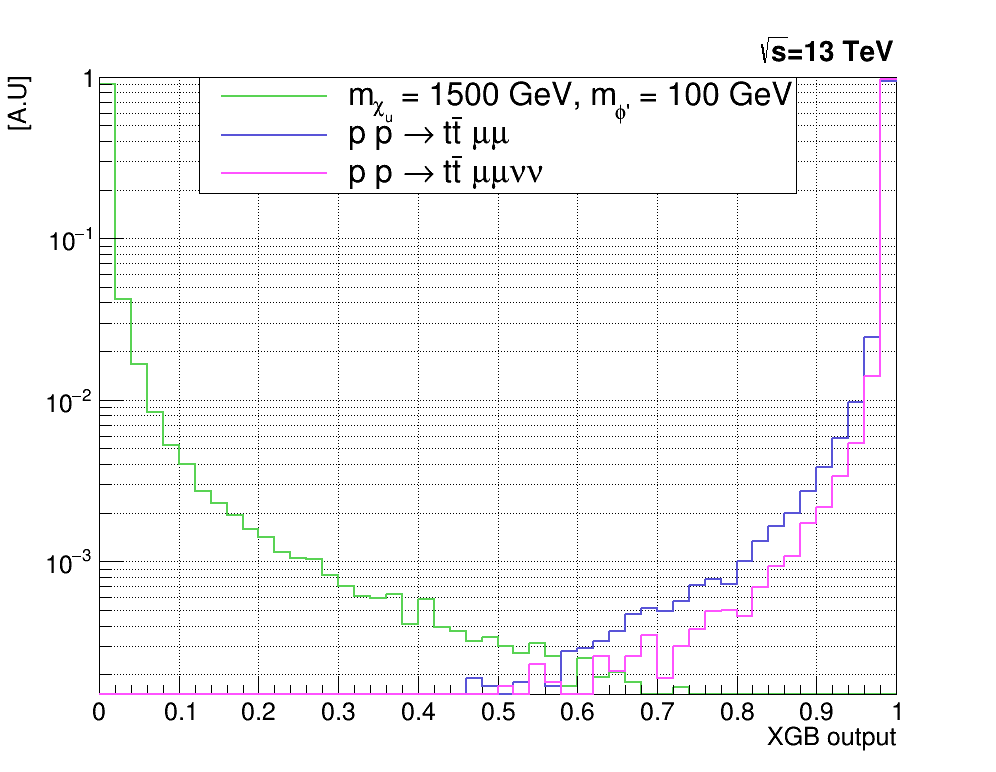 √s=13 TeV
[A.U]
m_χ_u = 1500 GeV, m_ϕ' = 100 GeV
p p → tt̄ μμ
p p → tt̄ μμνν
1
10⁻¹
10⁻²
10⁻³
0 0.1 0.2 0.3 0.4 0.5 0.6 0.7 0.8 0.9 1
XGB output